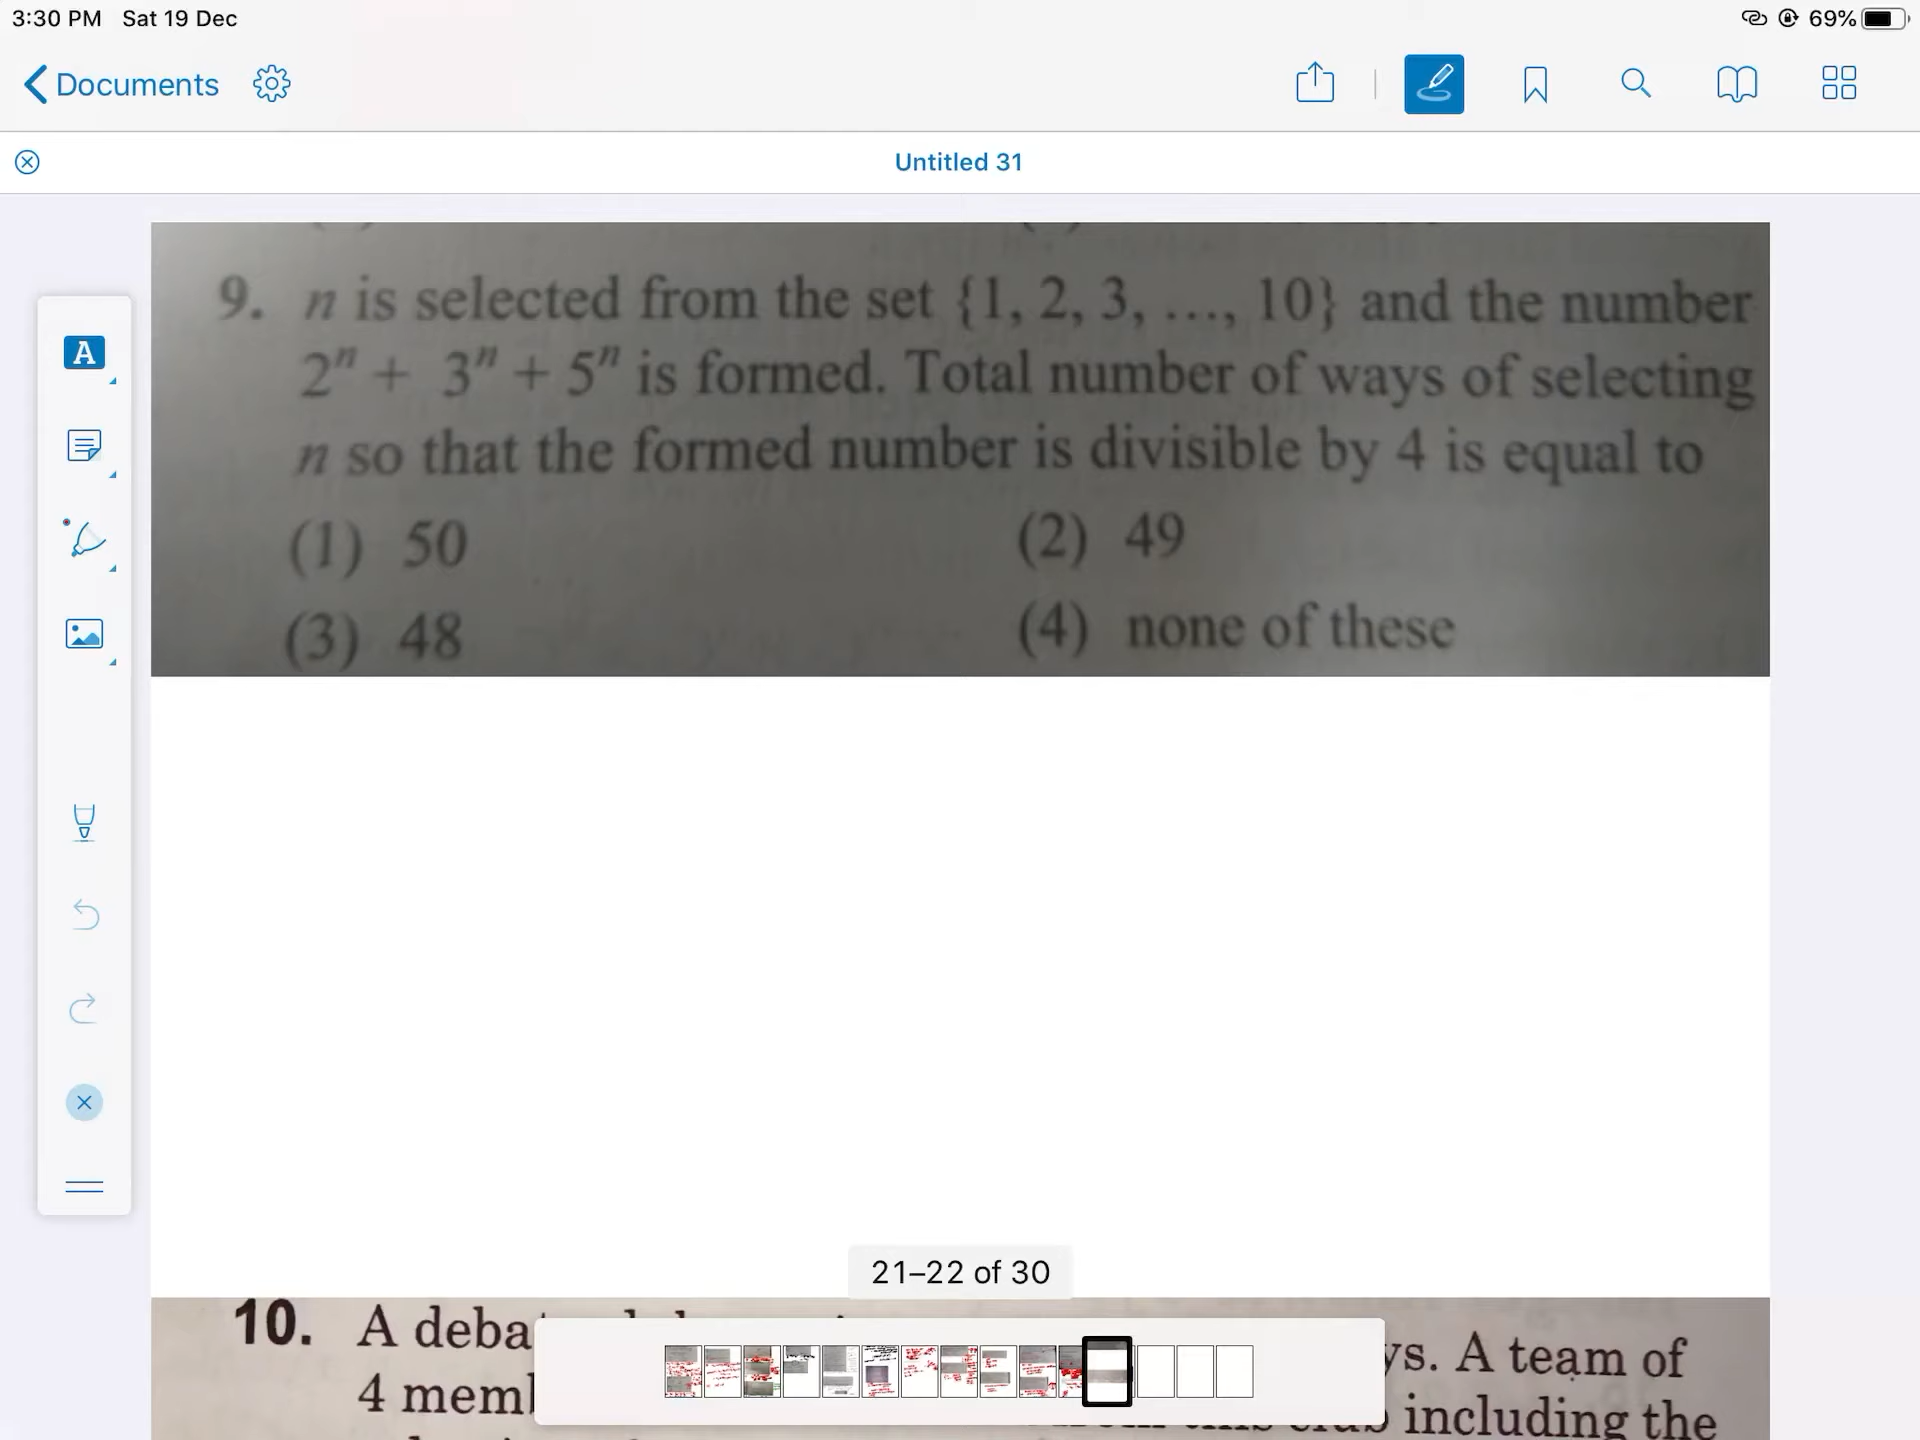 3:30 PM Sat 19 Dec
69%
Documents
Untitled 31
A
9. n is selected from the set {1, 2, 3, ..., 10} and the number
2ⁿ + 3ⁿ + 5ⁿ is formed. Total number of ways of selecting
n so that the formed number is divisible by 4 is equal to
(1) 50
(2) 49
(3) 48
(4) none of these
21–22 of 30
10. A
A team of
4
including the